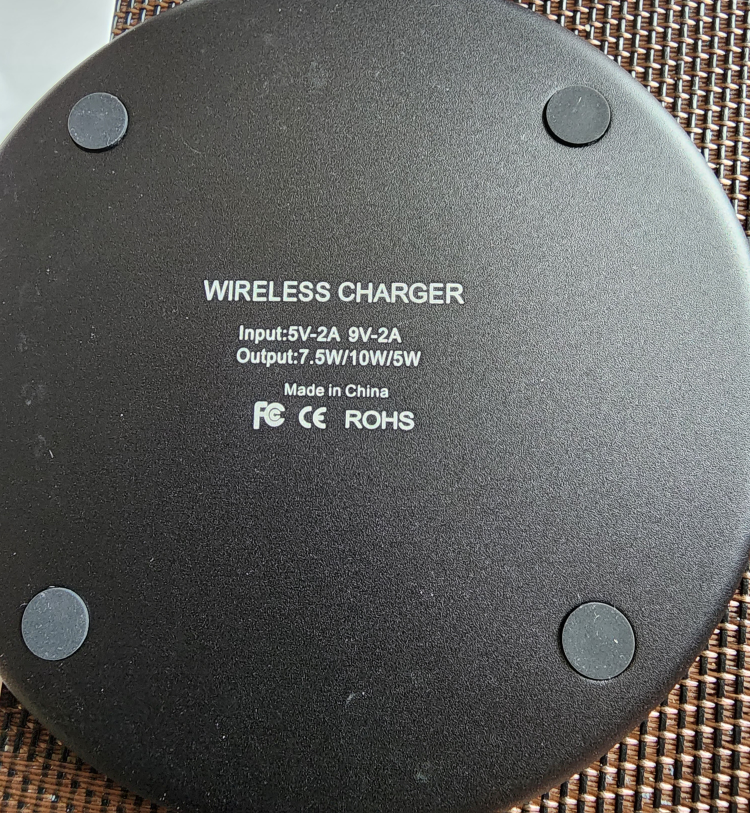 WIRELESS CHARGER
Input:5V-2A 9V-2A
Output:7.5W/10W/5W
Made in China
FC CE ROHS